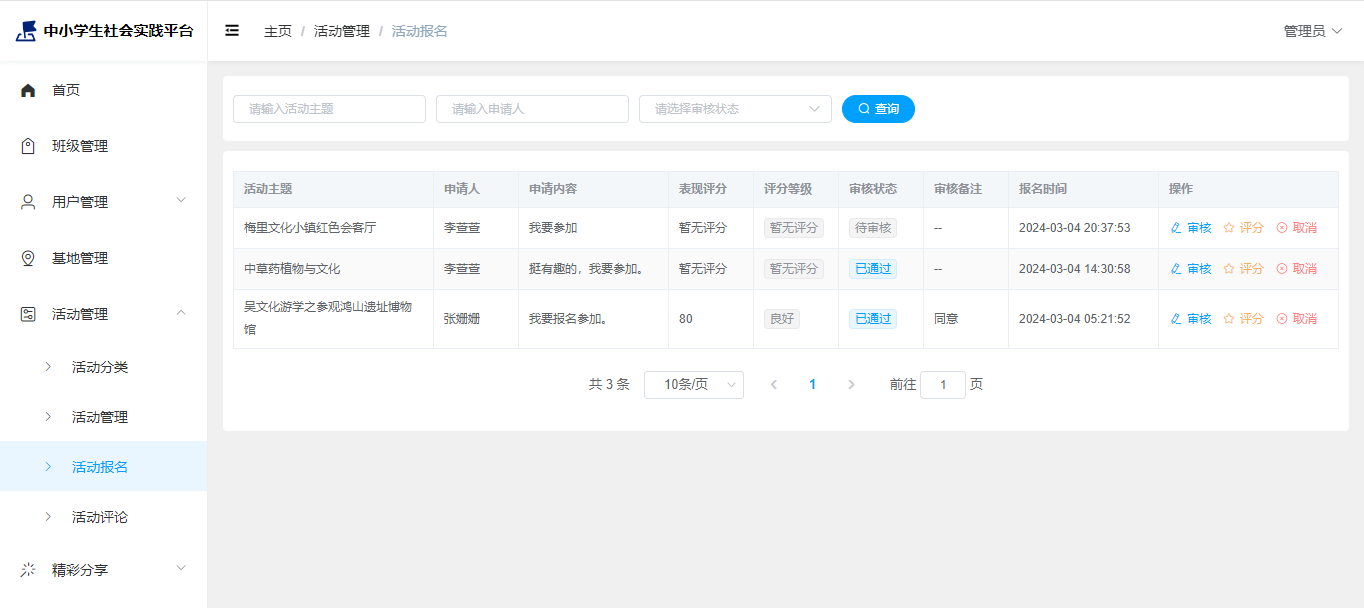 中小学生社会实践平台
主页 / 活动管理 / 活动报名
管理员
首页
班级管理
用户管理
基地管理
活动管理
活动分类
活动管理
活动报名
活动评论
精彩分享
请输入活动主题 请输入申请人 请选择审核状态 查询
活动主题 申请人 申请内容 表现评分 评分等级 审核状态 审核备注 报名时间 操作
梅里文化小镇红色会客厅 李萱萱 我要参加 暂无评分 暂无评分 待审核 -- 2024-03-04 20:37:53 审核 评分 取消
中草药植物与文化 李萱萱 挺有趣的，我要参加。 暂无评分 暂无评分 已通过 -- 2024-03-04 14:30:58 审核 评分 取消
吴文化游学之参观鸿山遗址博物
馆 张姗姗 我要报名参加。 80 良好 已通过 同意 2024-03-04 05:21:52 审核 评分 取消
共 3 条 10条/页 1 前往 1 页